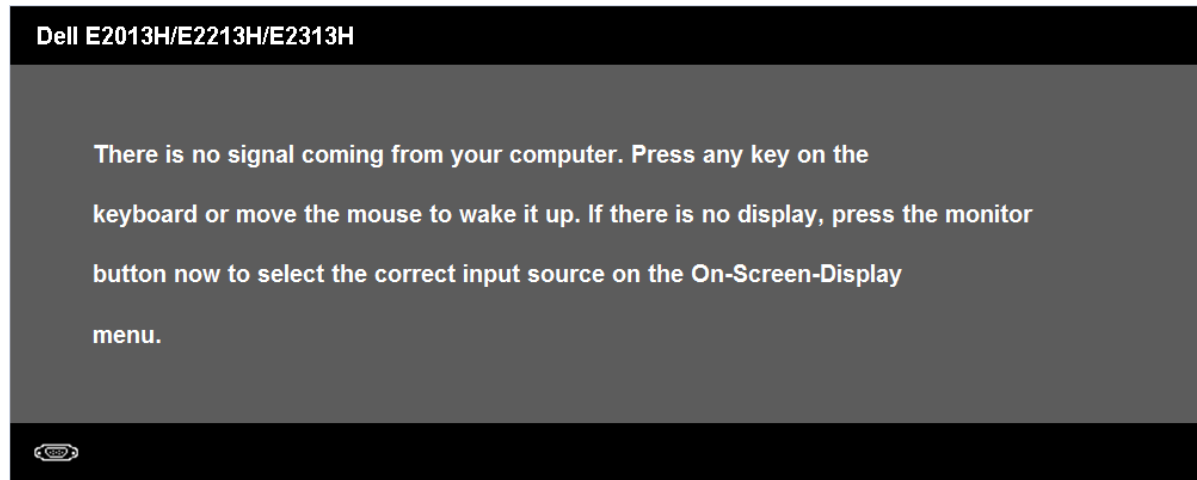 Dell E2013H/E2213H/E2313H
There is no signal coming from your computer. Press any key on the
keyboard or move the mouse to wake it up. If there is no display, press the monitor
button now to select the correct input source on the On-Screen-Display
menu.